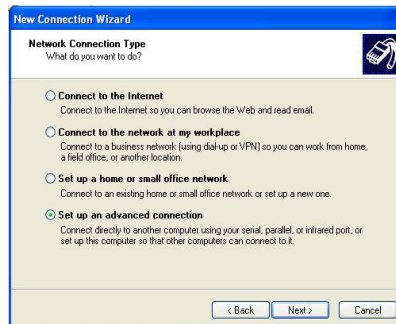 New Connection Wizard
Network Connection Type
What do you want to do?
Connect to the Internet
Connect to the Internet so you can browse the Web and read email.
Connect to the network at my workplace
Connect to a business network (using dial-up or VPN) so you can work from home,
a field office, or another location.
Set up a home or small office network
Connect to an existing home or small office network or set up a new one.
Set up an advanced connection
Connect directly to another computer using your serial, parallel, or infrared port, or
set up this computer so that other computers can connect to it.
< Back Next > Cancel